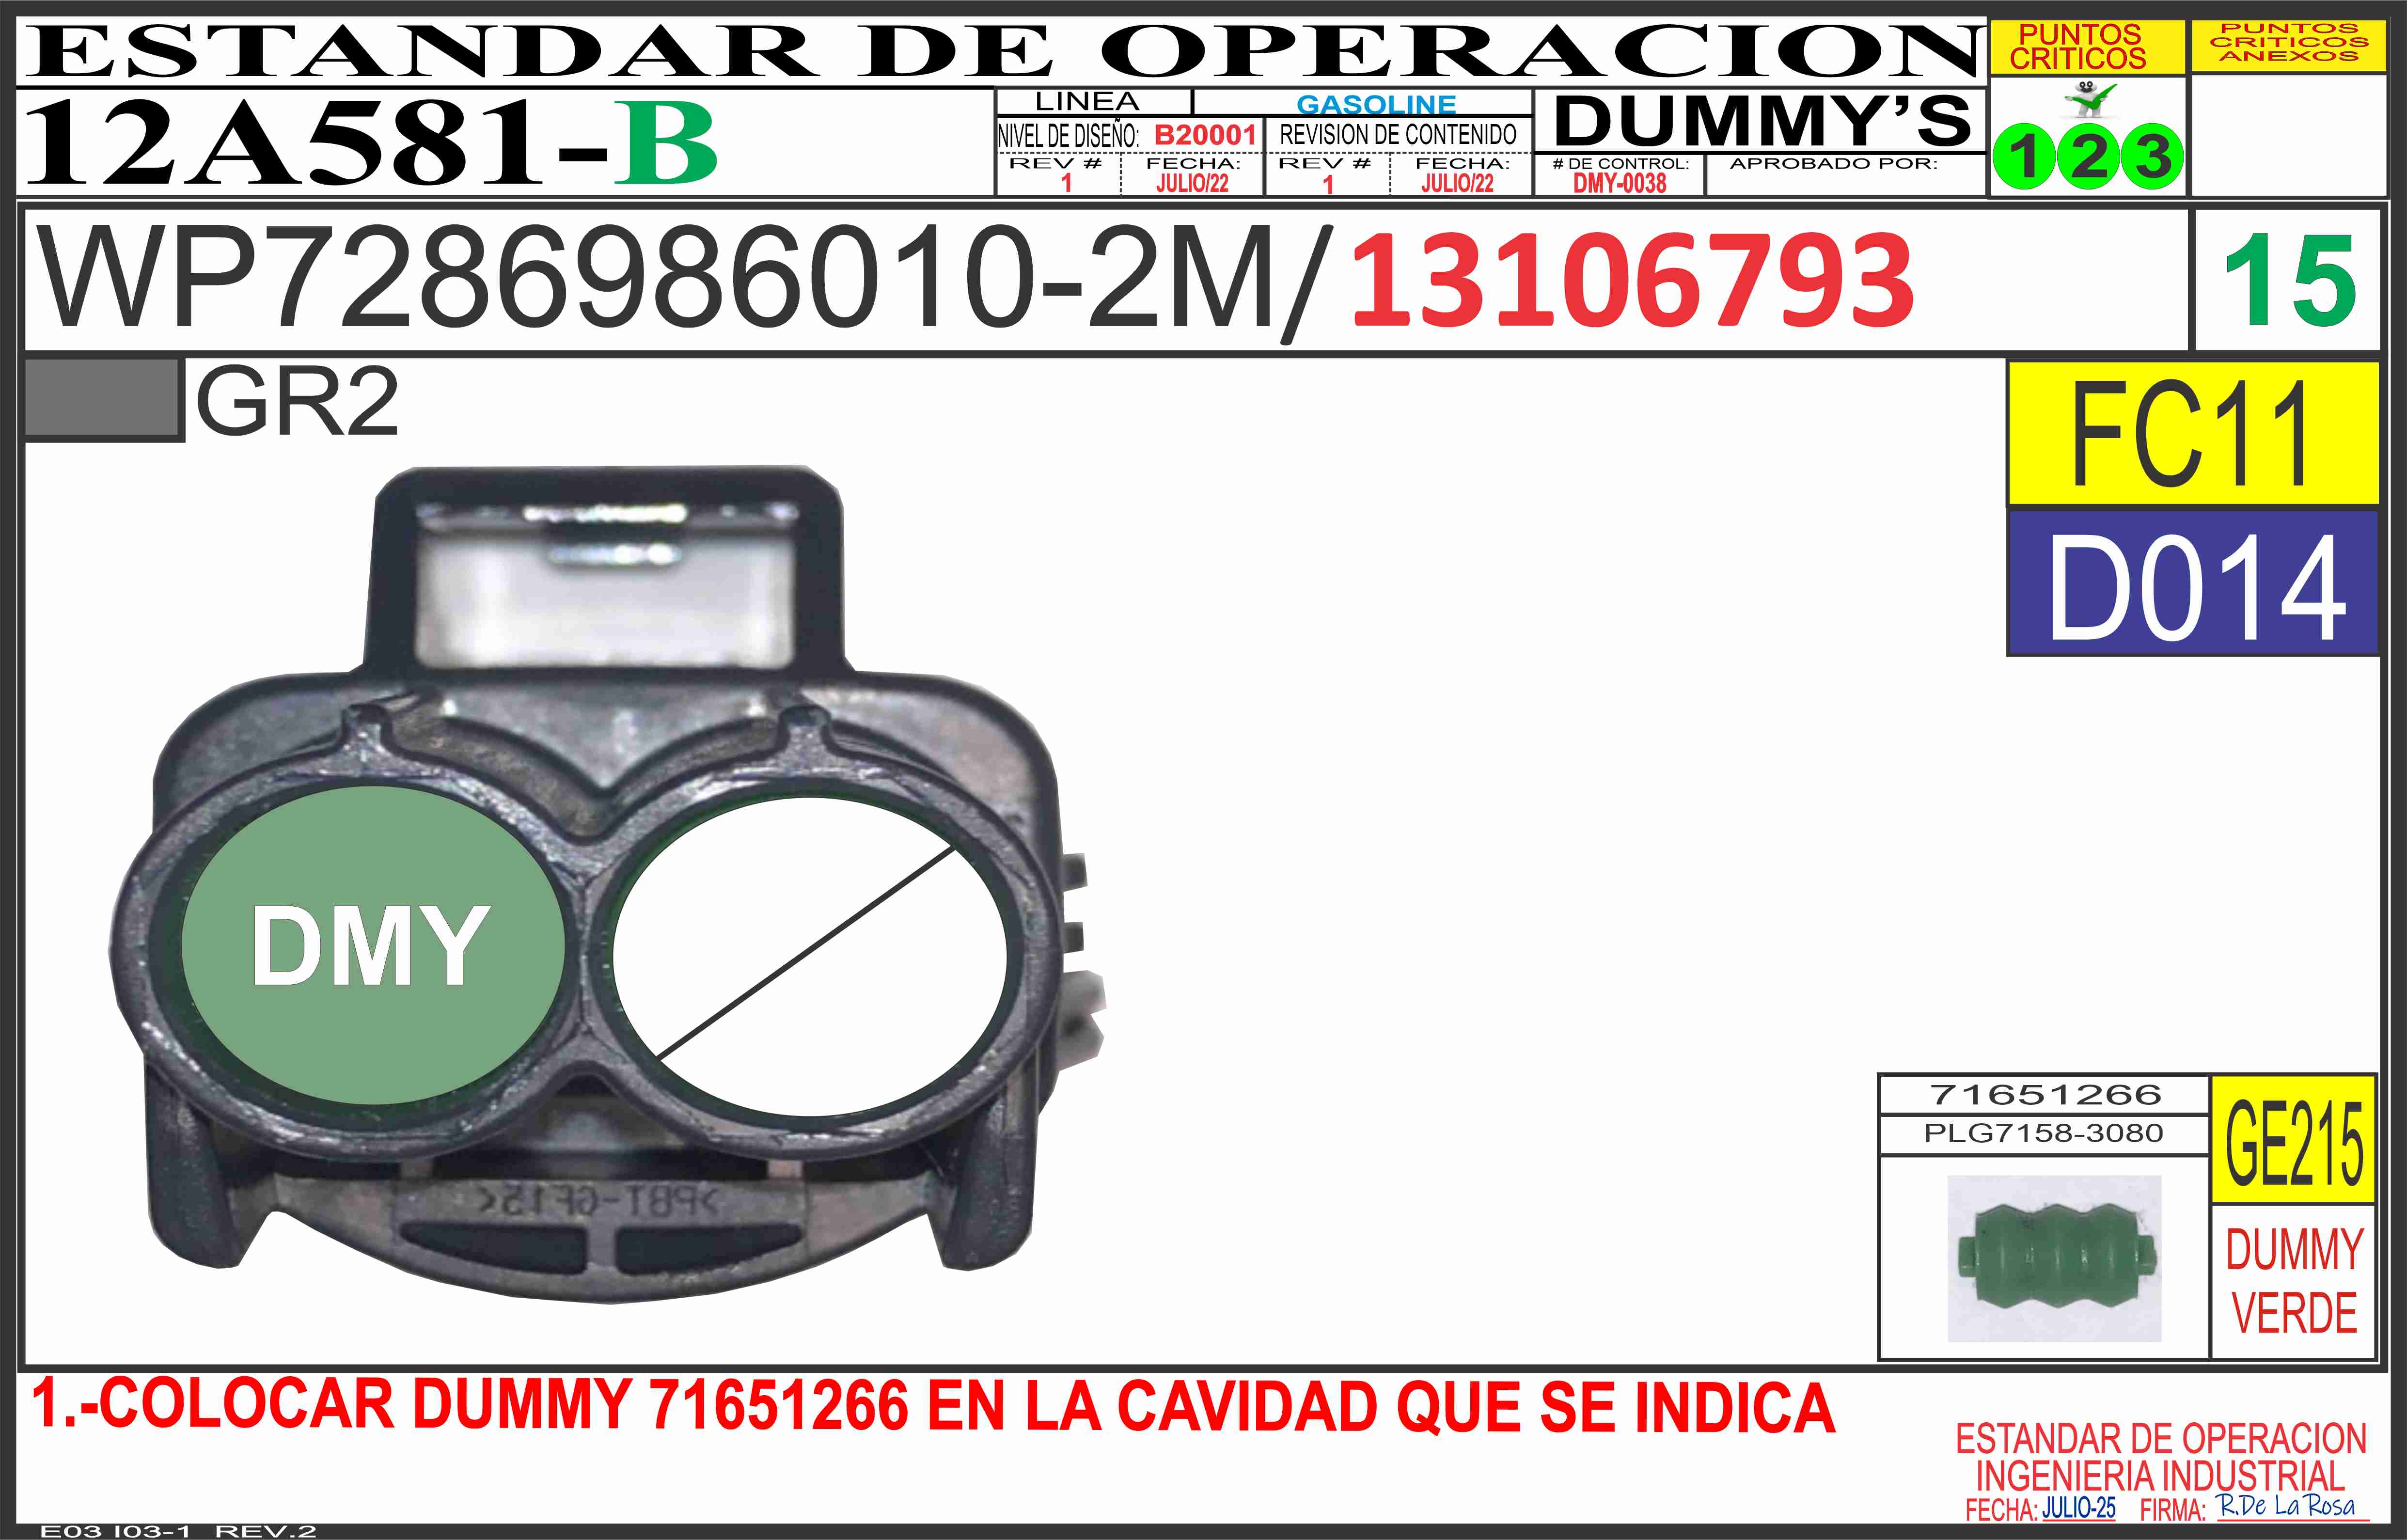 ESTANDAR DE OPERACION
PUNTOS
CRITICOS
PUNTOS
CRITICOS
ANEXOS
12A581-B
LINEA
GASOLINE
NIVEL DE DISEÑO: B20001
REVISION DE CONTENIDO
REV #
1
FECHA:
JULIO/22
REV #
1
FECHA:
JULIO/22
DUMMY'S
# DE CONTROL:
DMY-0038
APROBADO POR:
1 2 3
WP7286986010-2M/13106793
15
GR2
FC11
D014
DMY
>PBT-GF15<
71651266
PLG7158-3080
GE215
DUMMY
VERDE
1.-COLOCAR DUMMY 71651266 EN LA CAVIDAD QUE SE INDICA
ESTANDAR DE OPERACION
INGENIERIA INDUSTRIAL
FECHA: JULIO-25 FIRMA: R.De La Rosa
E03 I03-1 REV.2